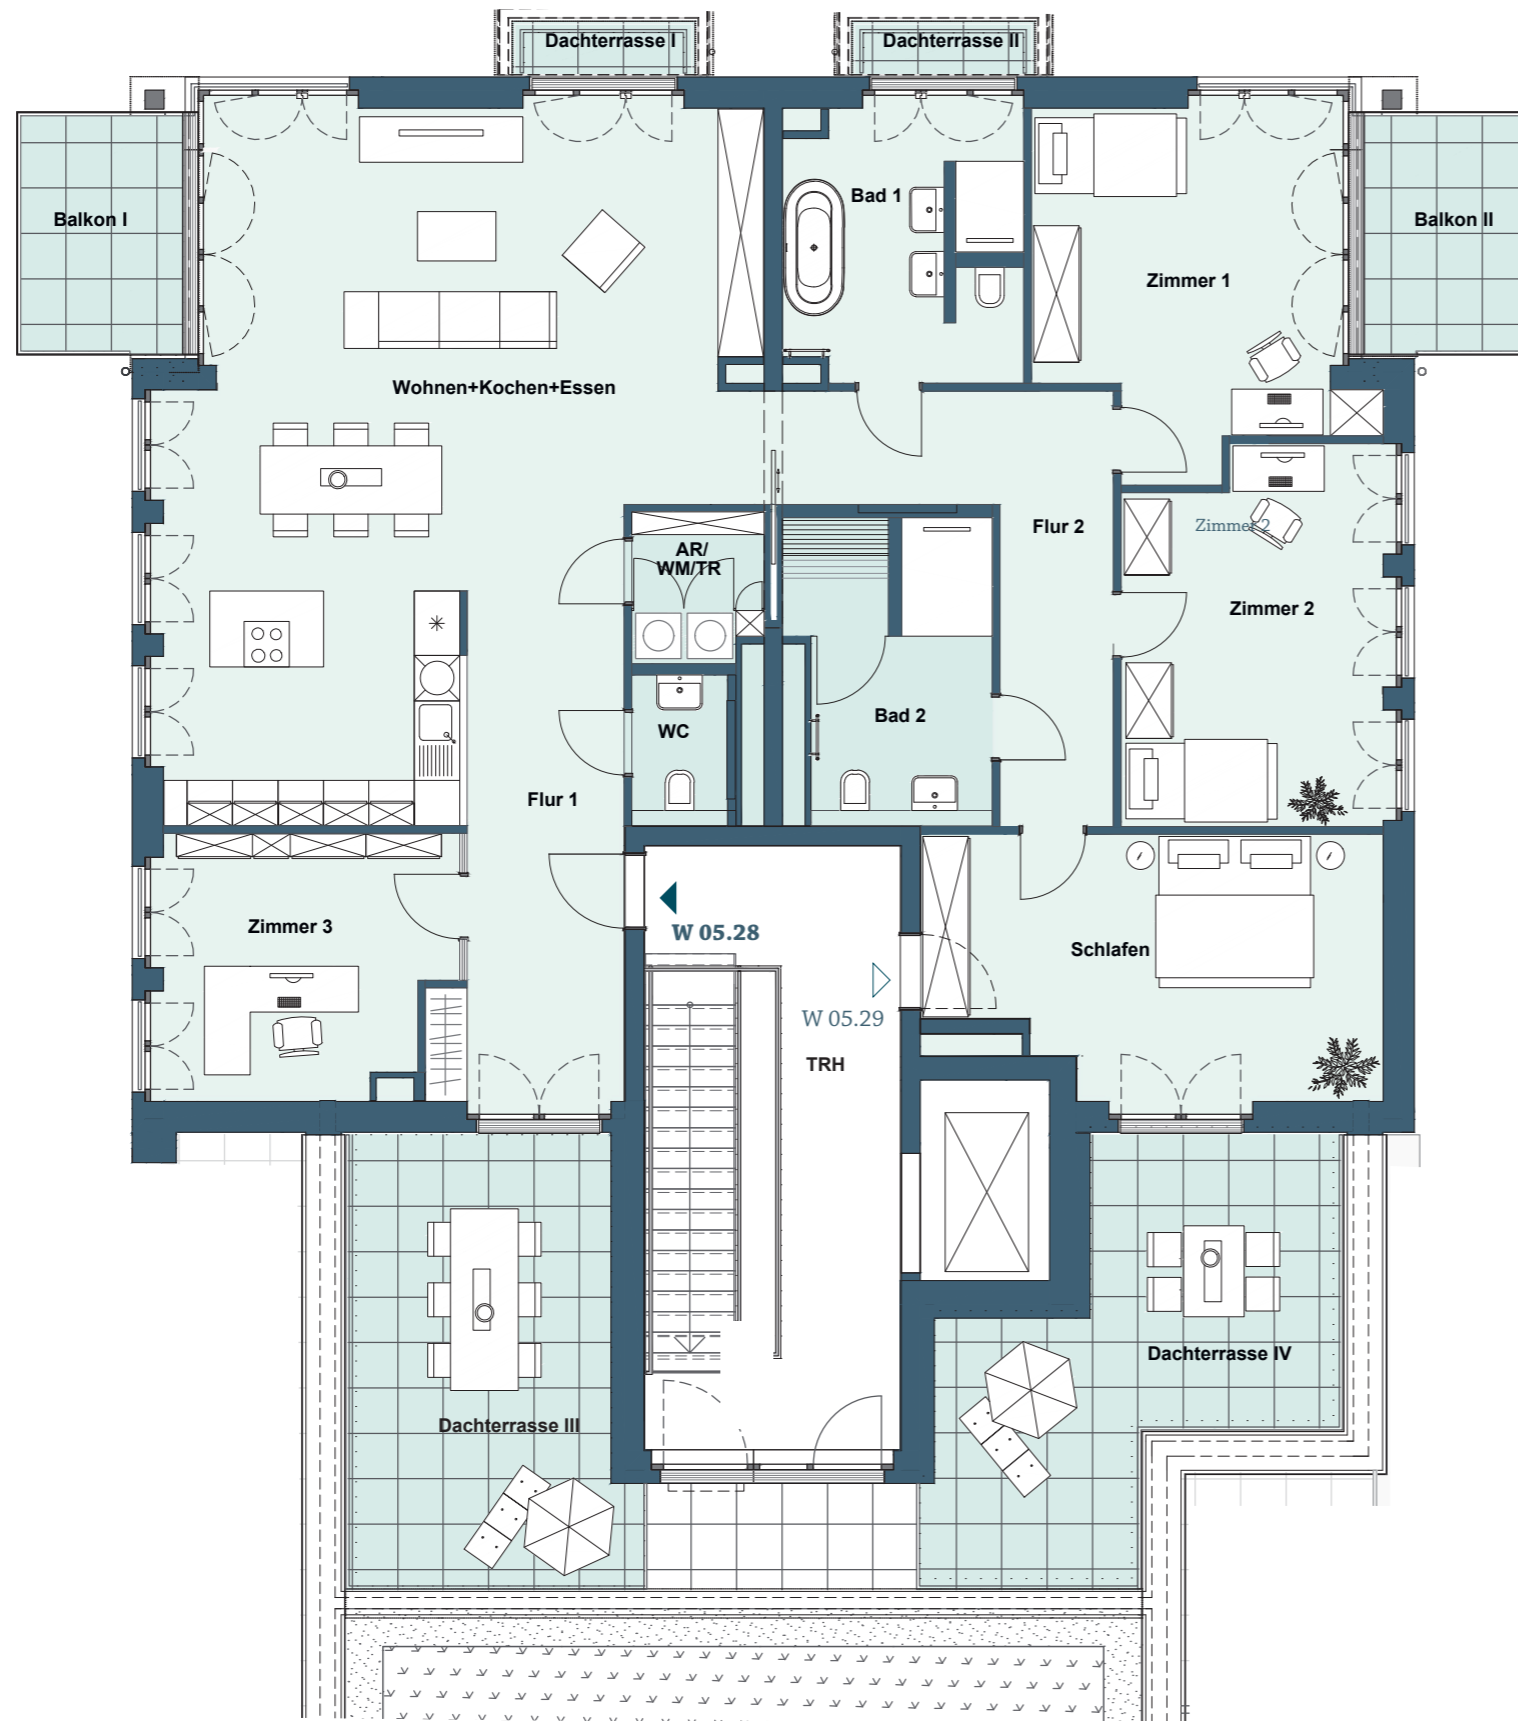 Dachterrasse I
Dachterrasse II
Balkon I
Bad 1
Balkon II
Zimmer 1
Wohnen+Kochen+Essen
Flur 2
Zimmer 2
AR/
WM/TR
Zimmer 2
Bad 2
WC
Flur 1
Zimmer 3
W 05.28
Schlafen
W 05.29
TRH
Dachterrasse IV
Dachterrasse III